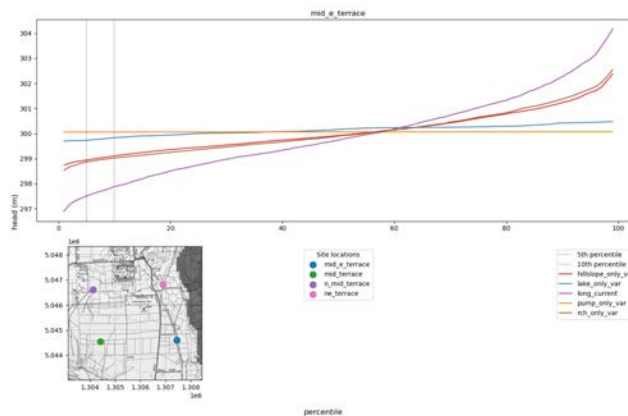 mid_e_terrace
305
304
303
302
301
300
299
298
297
head (m)
0 20 40 60 80 100
1e6
5.048
5.047
5.046
5.045
5.044
1.304 1.305 1.306 1.307 1.308
1e6
Site locations
mid_e_terrace
mid_terrace
n_mid_terrace
ne_terrace
5th percentile
10th percentile
hillslope_only_var
lake_only_var
long_current
pump_only_var
rch_only_var
percentile